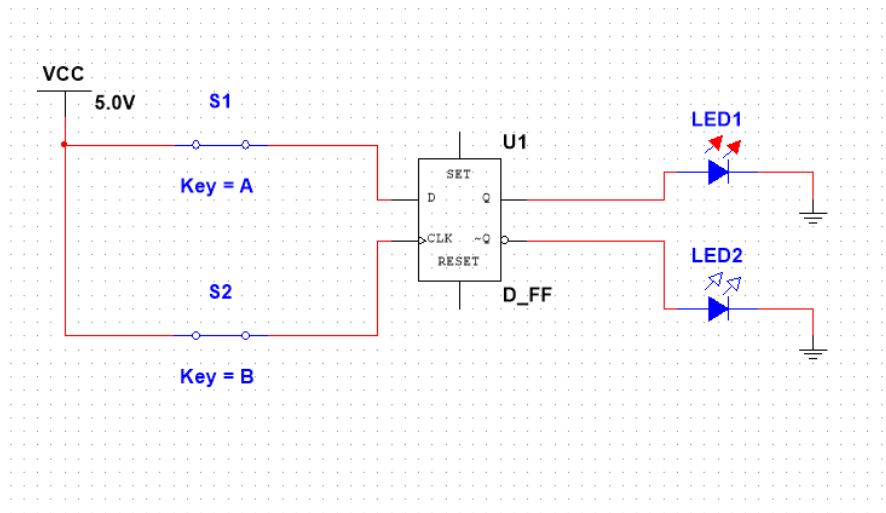 VCC
5.0V
S1
Key = A
U1
SET
D
Q
CLK
~Q
RESET
D_FF
LED1
LED2
S2
Key = B